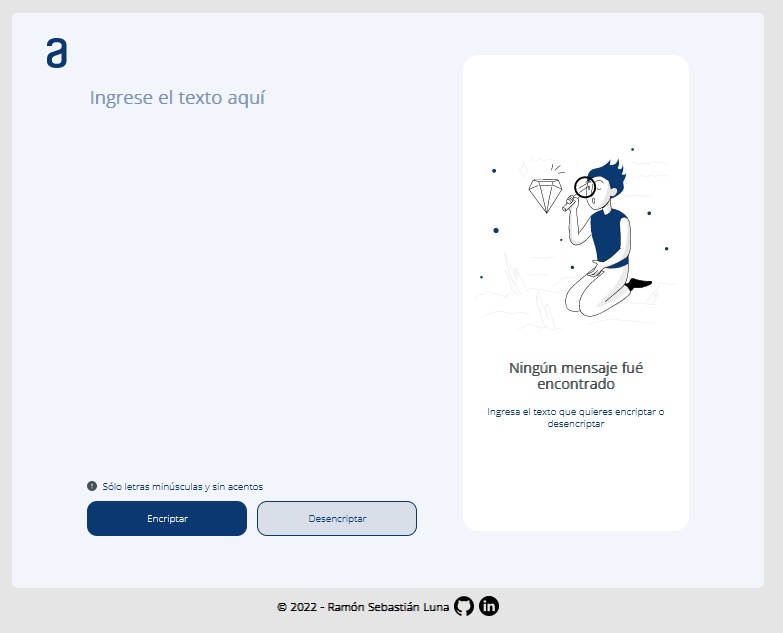 a
Ingrese el texto aquí
Ningún mensaje fué
encontrado
Ingresa el texto que quieres encriptar o
desencriptar
Sólo letras minúsculas y sin acentos
Encriptar
Desencriptar
© 2022 - Ramón Sebastián Luna
in